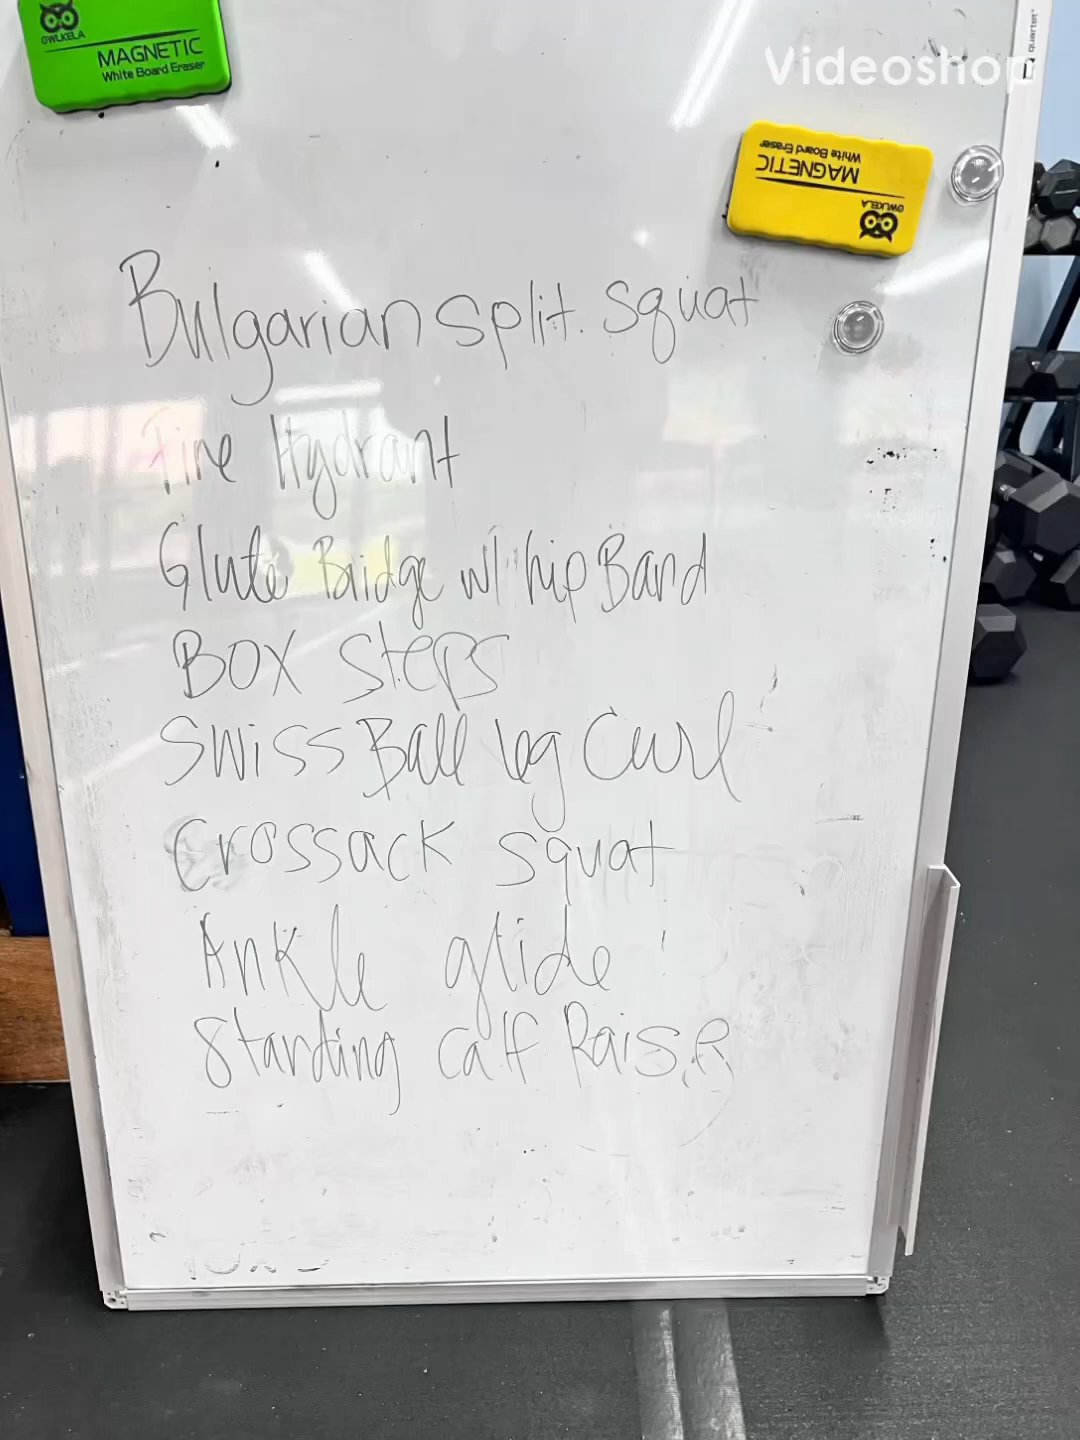 OWLKELA
MAGNETIC
White Board Eraser
Videoshop
quartet
MAGNETIC
White Board Eraser
OWLKELA
Bulgarian split. squat
Fire Hydrant
Glute Bridge w/ hip Band
BOX Steps
SWiSS Ball leg Curl
Crossack squat
Ankle glide
Standing calf Raise